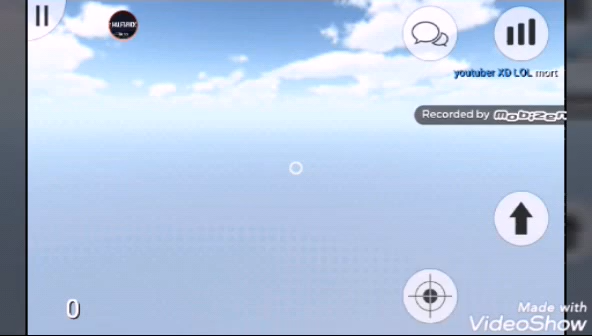 youtuber XD LOL mort
Recorded by mobizen
0
Made with
VideoShow